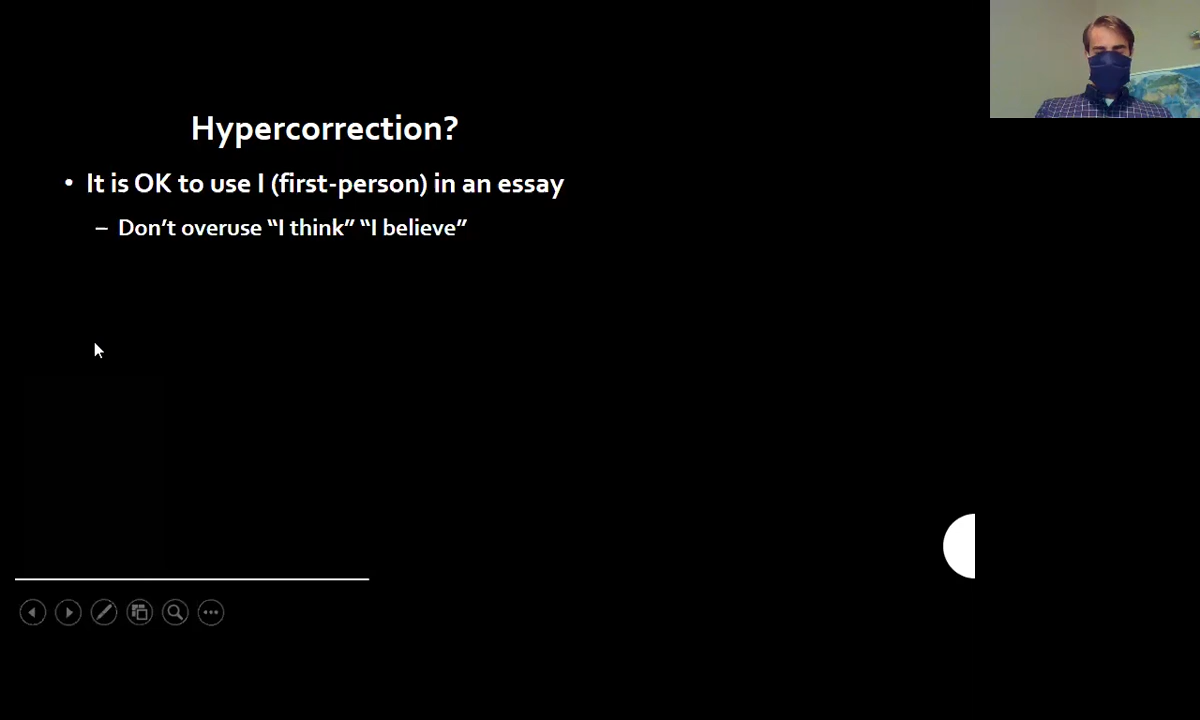 Hypercorrection?
• It is OK to use I (first-person) in an essay
– Don’t overuse “I think” “I believe”